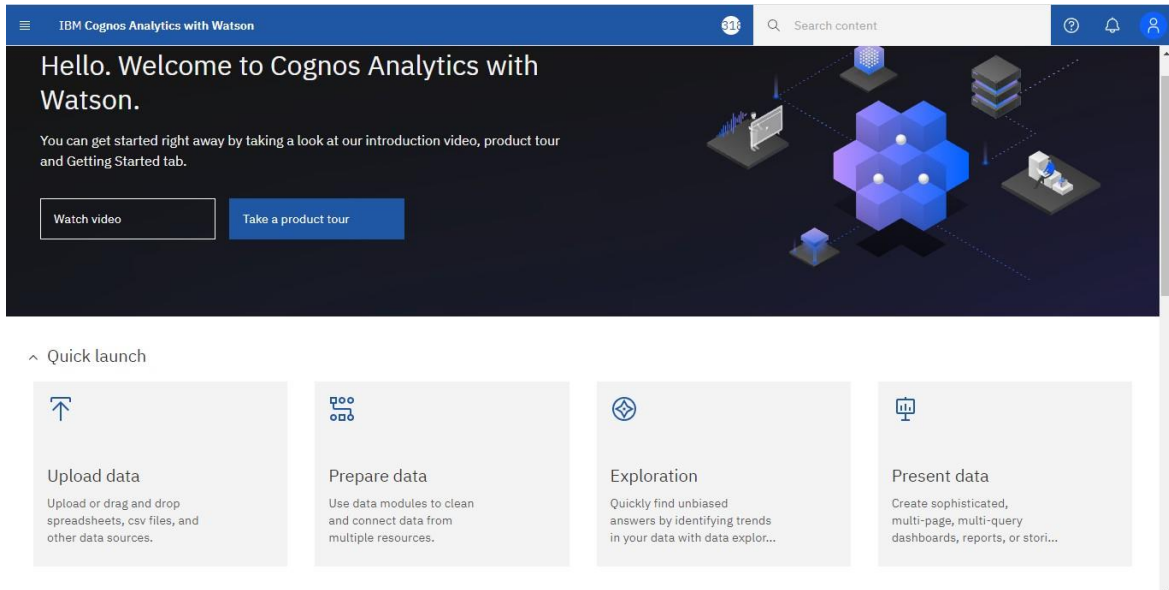 IBM Cognos Analytics with Watson
Search content
Hello. Welcome to Cognos Analytics with
Watson.
You can get started right away by taking a look at our introduction video, product tour
and Getting Started tab.
Watch video
Take a product tour
Quick launch
Upload data
Upload or drag and drop
spreadsheets, csv files, and
other data sources.
Prepare data
Use data modules to clean
and connect data from
multiple resources.
Exploration
Quickly find unbiased
answers by identifying trends
in your data with data explor...
Present data
Create sophisticated,
multi-page, multi-query
dashboards, reports, or stori...